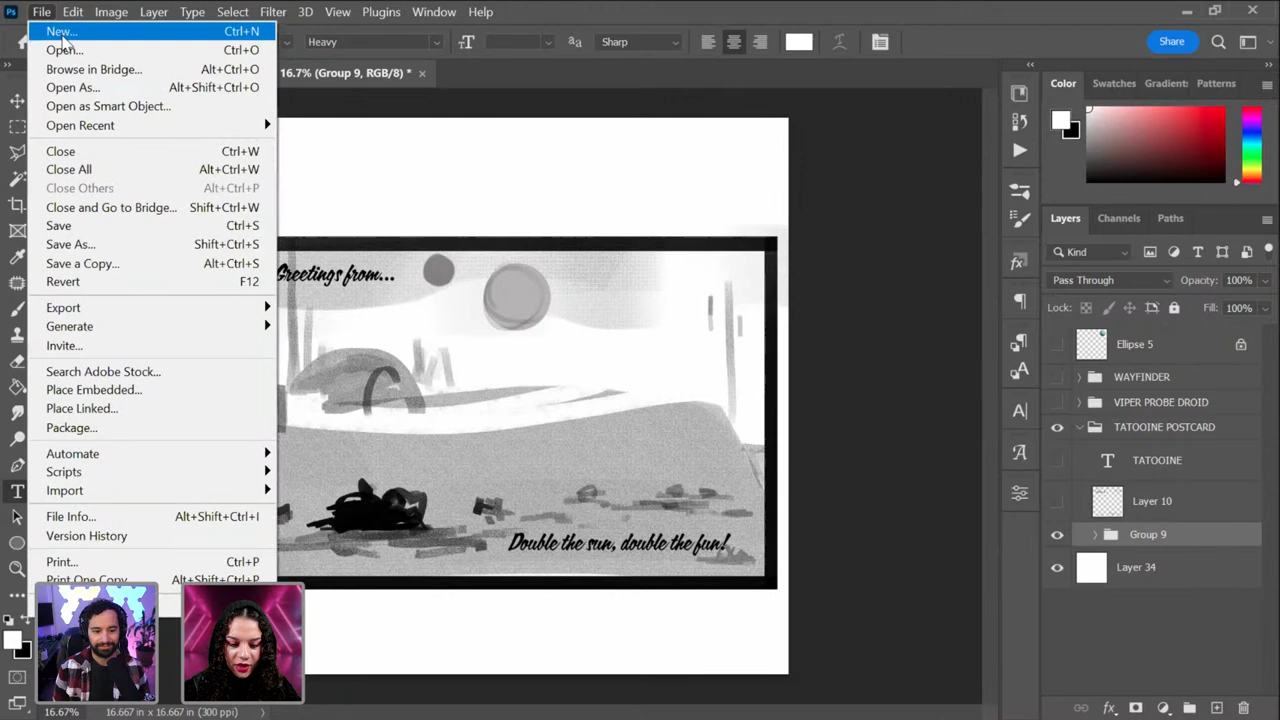 Ps File Edit Image Layer Type Select Filter 3D View Plugins Window Help
Heavy Sharp Share
16.7% (Group 9, RGB/8) *
New... Ctrl+N
Open... Ctrl+O
Browse in Bridge... Alt+Ctrl+O
Open As... Alt+Shift+Ctrl+O
Open as Smart Object...
Open Recent
Close Ctrl+W
Close All Alt+Ctrl+W
Close Others Alt+Ctrl+P
Close and Go to Bridge... Shift+Ctrl+W
Save Ctrl+S
Save As... Shift+Ctrl+S
Save a Copy... Alt+Ctrl+S
Revert F12
Export
Generate
Invite...
Search Adobe Stock...
Place Embedded...
Place Linked...
Package...
Automate
Scripts
Import
File Info... Alt+Shift+Ctrl+I
Version History
Print... Ctrl+P
Print One Copy Alt+Shift+Ctrl+P
Greetings from...
Double the sun, double the fun!
Color Swatches Gradients Patterns
Layers Channels Paths
Kind
Pass Through Opacity: 100%
Lock: Fill: 100%
Ellipse 5
WAYFINDER
VIPER PROBE DROID
TATOOINE POSTCARD
TATOOINE
Layer 10
Group 9
Layer 34
16.67% 16.667 in x 16.667 in (300 ppi)